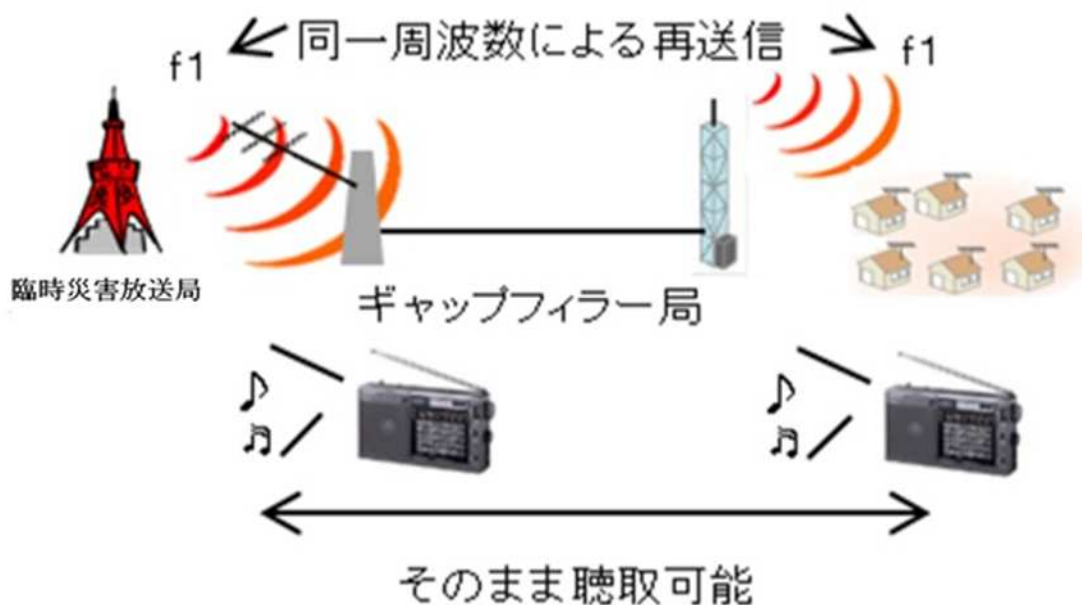 同一周波数による再送信
f1
f1
臨時災害放送局
ギャップフィラー局
そのまま聴取可能